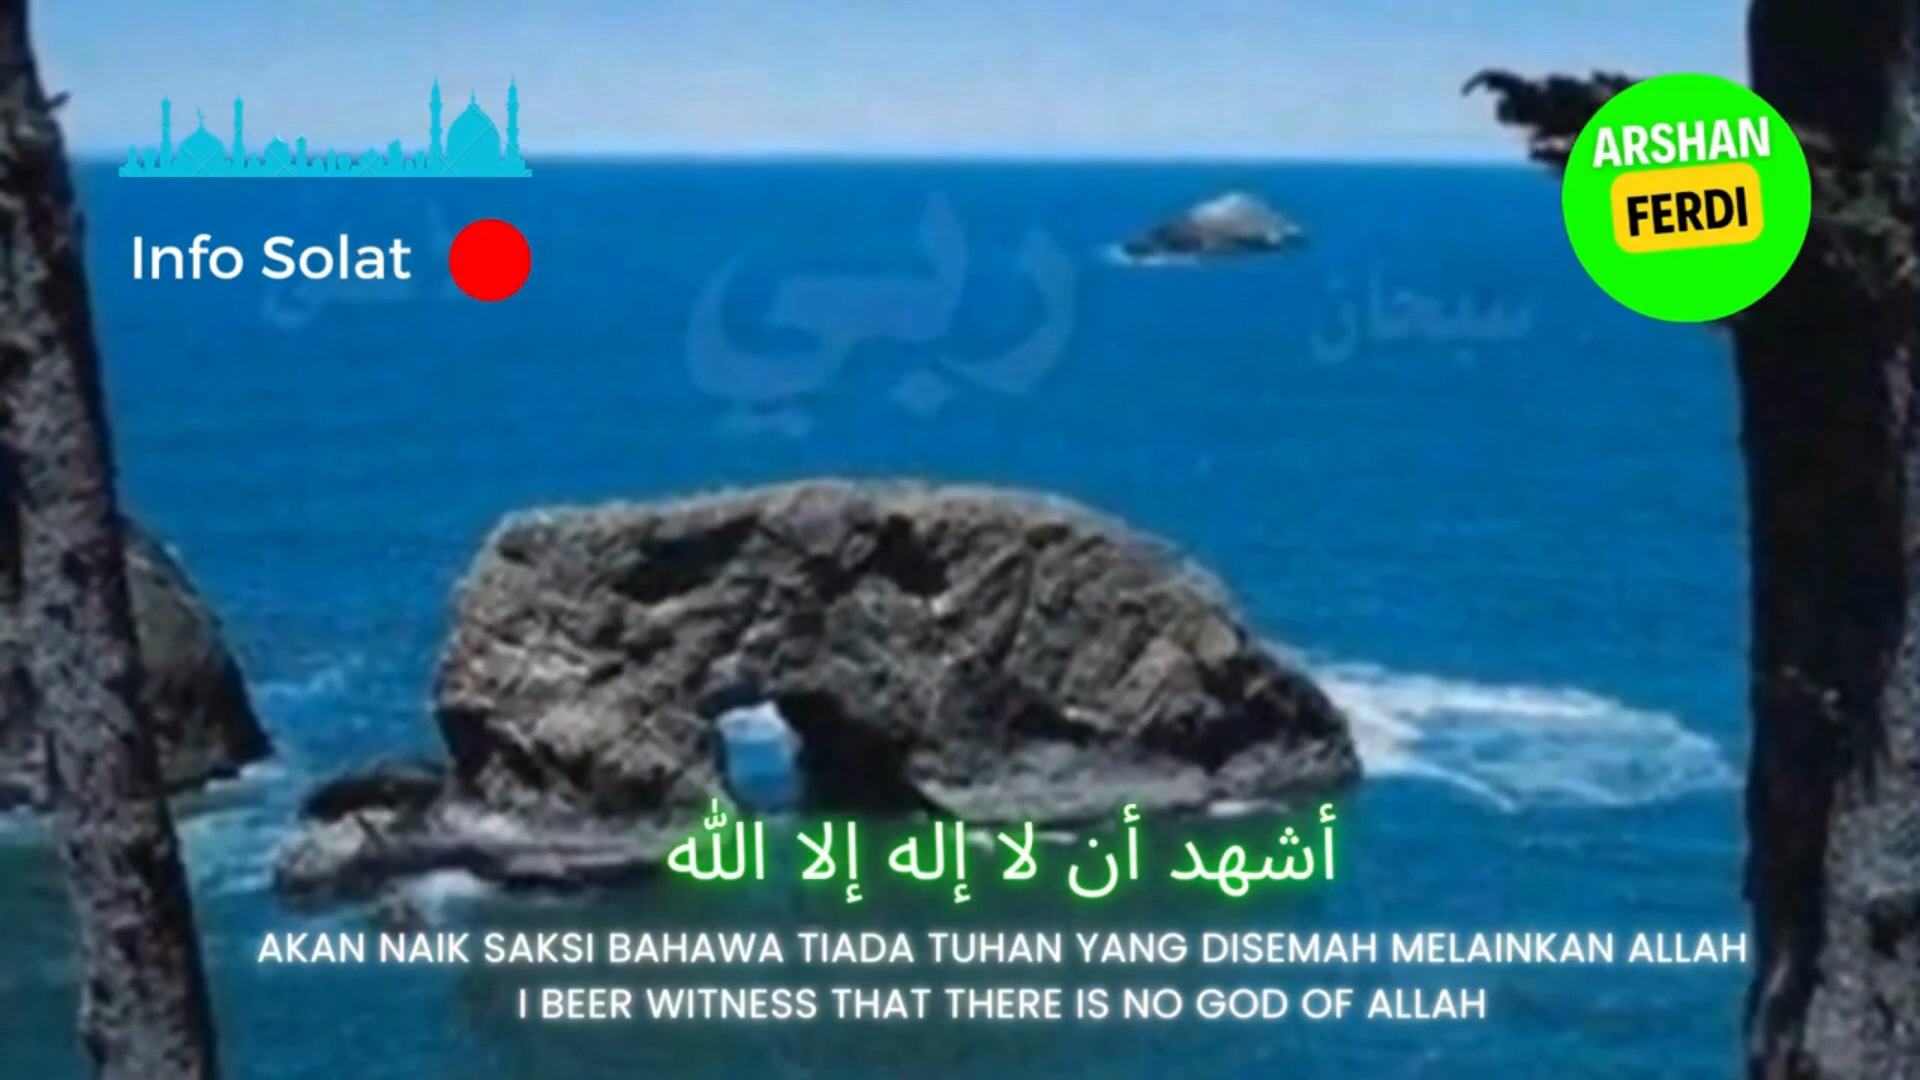 Info Solat
ARSHAN
FERDI
ربي
سبحان
أشهد أن لا إله إلا الله
AKAN NAIK SAKSI BAHAWA TIADA TUHAN YANG DISEMAH MELAINKAN ALLAH
I BEER WITNESS THAT THERE IS NO GOD OF ALLAH